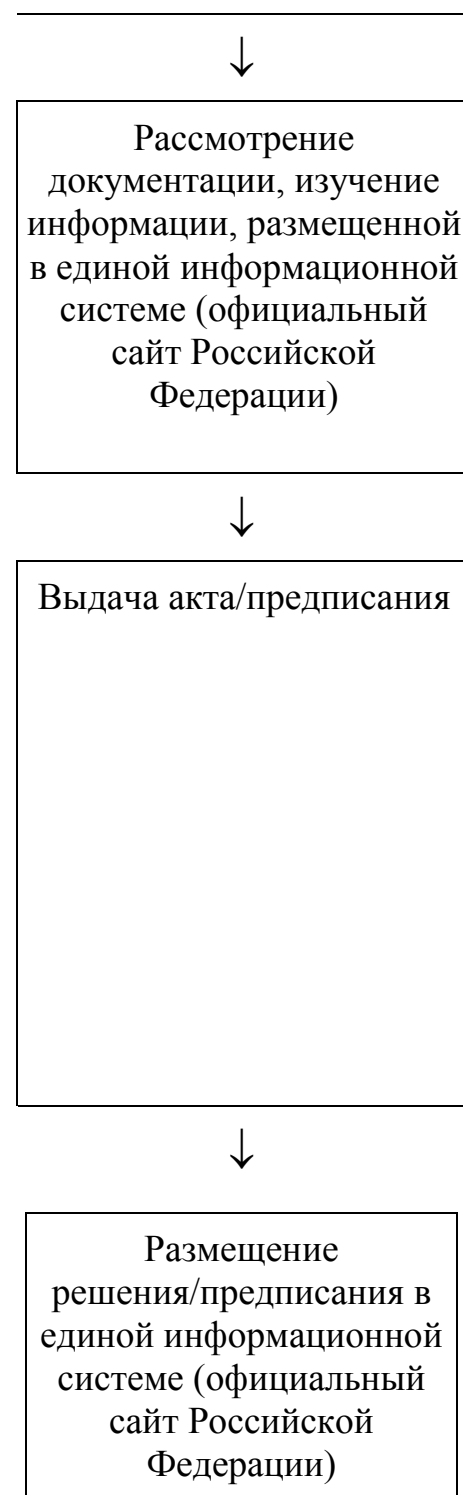 ↓
Рассмотрение
документации, изучение
информации, размещенной
в единой информационной
системе (официальный
сайт Российской
Федерации)
↓
Выдача акта/предписания
↓
Размещение
решения/предписания в
единой информационной
системе (официальный
сайт Российской
Федерации)